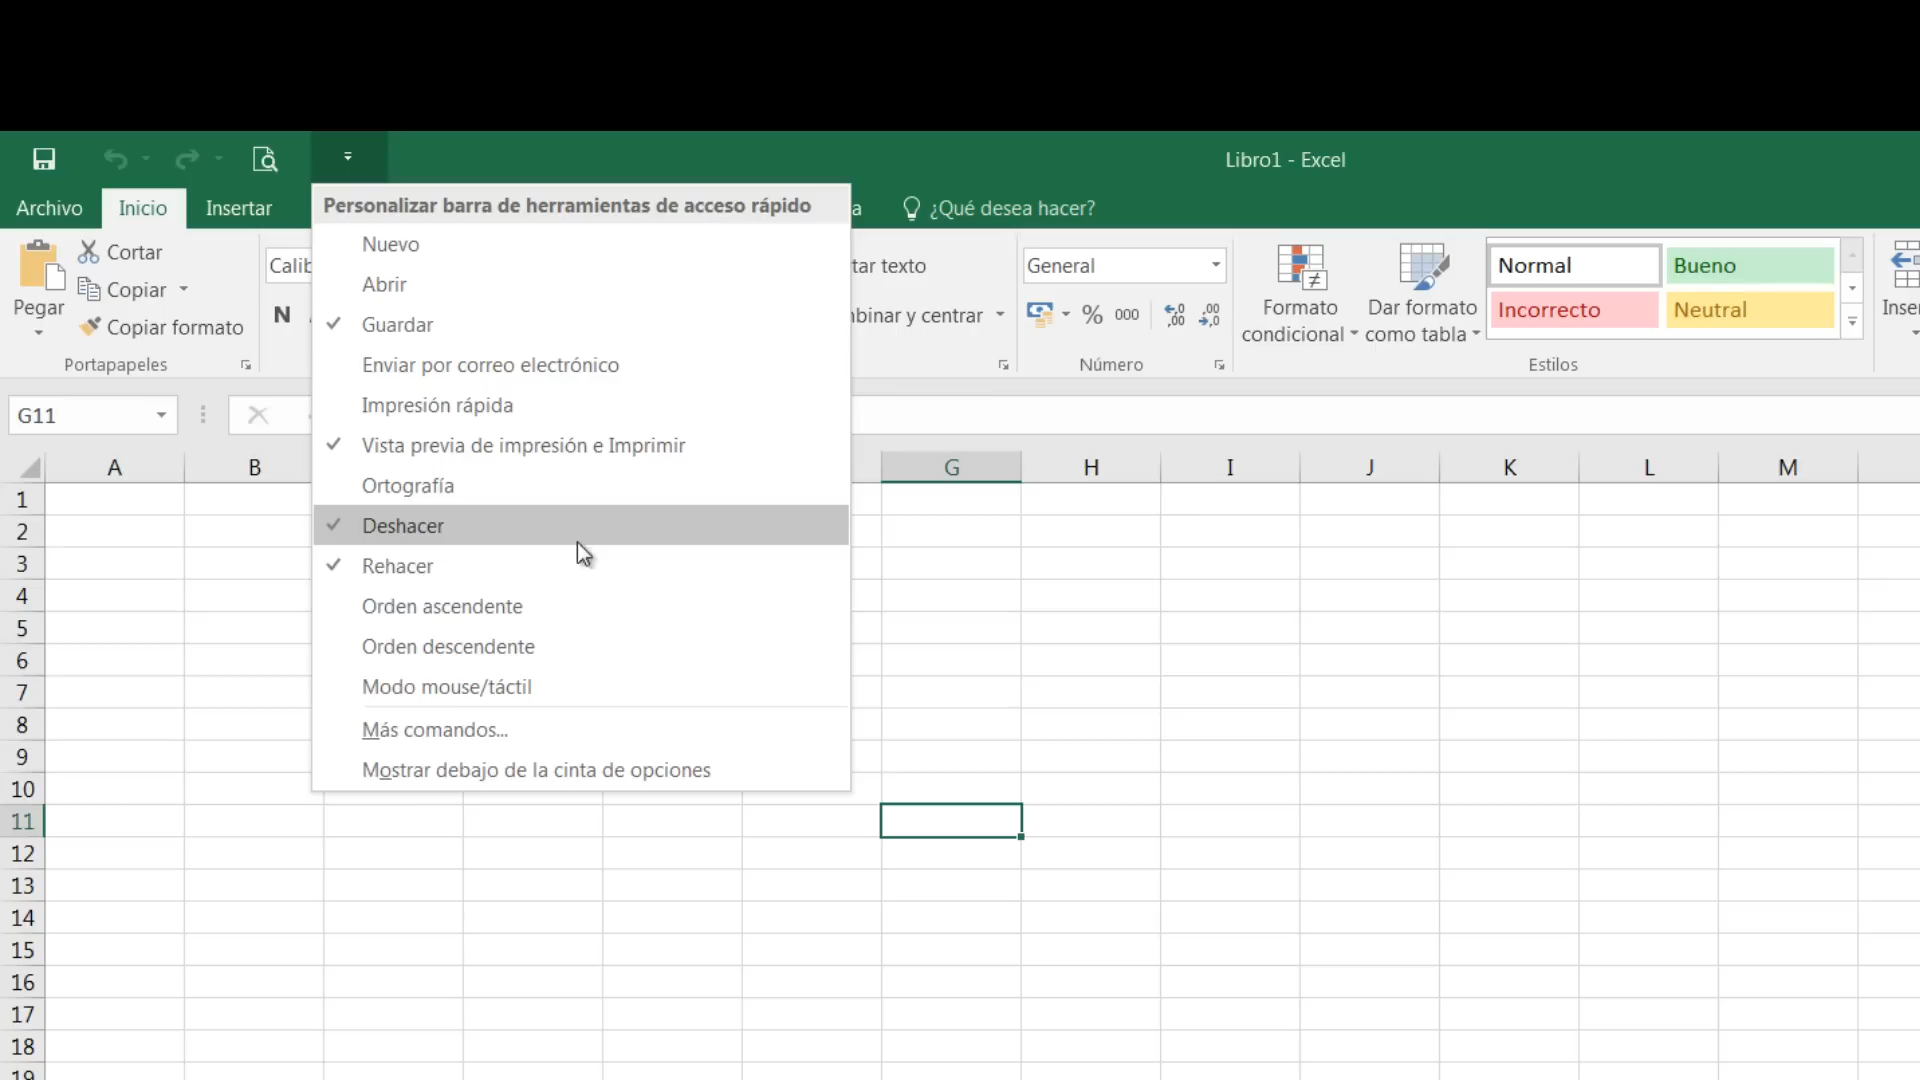 Libro1 - Excel
Archivo
Inicio
Insertar
¿Qué desea hacer?
Personalizar barra de herramientas de acceso rápido
Nuevo
Abrir
Guardar
Enviar por correo electrónico
Impresión rápida
Vista previa de impresión e Imprimir
Ortografía
Deshacer
Rehacer
Orden ascendente
Orden descendente
Modo mouse/táctil
Más comandos...
Mostrar debajo de la cinta de opciones
Pegar
Cortar
Copiar
Copiar formato
Portapapeles
Calib
N
tar texto
binar y centrar
General
% 000
Número
Formato
condicional
Dar formato
como tabla
Normal
Bueno
Incorrecto
Neutral
Estilos
Inser
G11
A B G H I J K L M
1
2
3
4
5
6
7
8
9
10
11
12
13
14
15
16
17
18
19